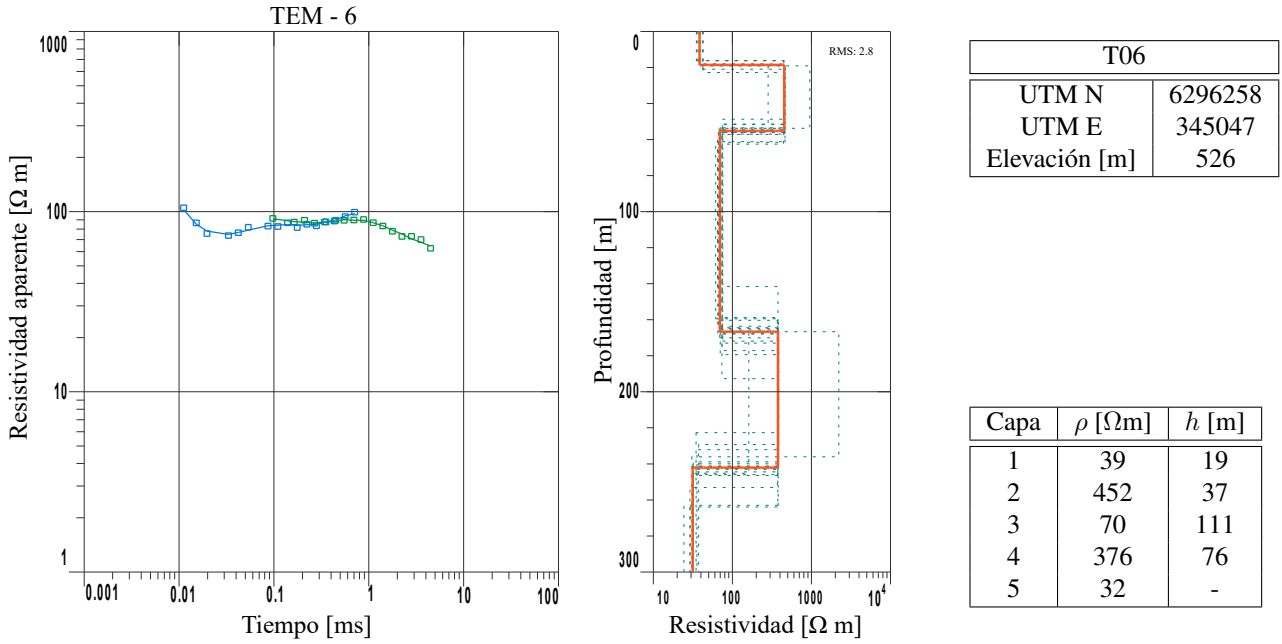 TEM - 6
Resistividad aparente [Ω m]
1000
100
10
1
0.001 0.01 0.1 1 10 100
Tiempo [ms]
RMS: 2.8
Profundidad [m]
0
100
200
300
10 100 1000 10⁴
Resistividad [Ω m]
T06
UTM N 6296258
UTM E 345047
Elevación [m] 526
Capa ρ [Ωm] h [m]
1 39 19
2 452 37
3 70 111
4 376 76
5 32 -